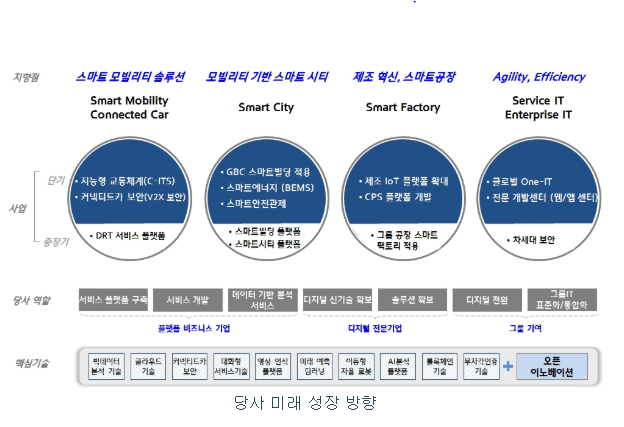 지향점
스마트 모빌리티 솔루션
모빌리티 기반 스마트 시티
제조 혁신, 스마트공장
Agility, Efficiency
Smart Mobility
Connected Car
Smart City
Smart Factory
Service IT
Enterprise IT
사업
단기
중장기
• 지능형 교통체계(C-ITS)
• 커넥티드카 보안(V2X 보안)
• DRT 서비스 플랫폼
• GBC 스마트빌딩 적용
• 스마트에너지 (BEMS)
• 스마트안전관제
• 스마트빌딩 플랫폼
• 스마트시티 플랫폼
• 제조 IoT 플랫폼 확대
• CPS 플랫폼 개발
• 그룹 공장 스마트
팩토리 적용
• 글로벌 One-IT
• 전문 개발센터 (웹/앱 센터)
• 차세대 보안
당사 역할
서비스 플랫폼 구축
서비스 개발
데이터 기반 분석
서비스
디지털 신기술 확보
솔루션 확보
디지털 전환
그룹IT
표준화/통합화
플랫폼 비즈니스 기업
디지털 전문기업
그룹 기여
핵심기술
빅데이터
분석 기술
클라우드
기술
커넥티드카
보안
대화형
서비스기술
영상 인식
플랫폼
미래 예측
딥러닝
이동형
자율 로봇
AI분석
플랫폼
블록체인
기술
무자각인증
기술
+
오픈
이노베이션
당사 미래 성장 방향